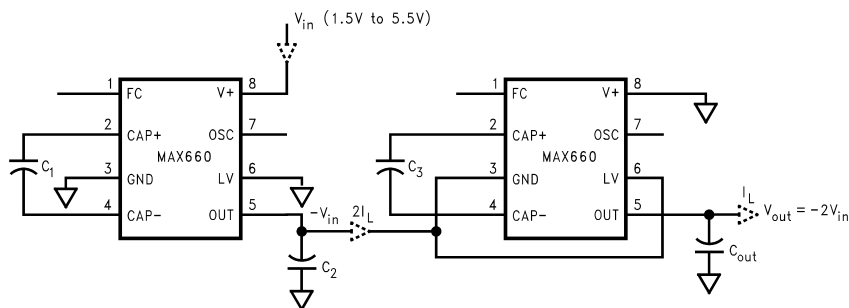 V_in (1.5V to 5.5V)
1 FC V+ 8
2 CAP+ OSC 7
MAX660
3 GND LV 6
4 CAP- OUT 5
C_1
-V_in 2I_L
C_2
1 FC V+ 8
2 CAP+ OSC 7
MAX660
3 GND LV 6
4 CAP- OUT 5
C_3
I_L
V_out = -2V_in
C_out